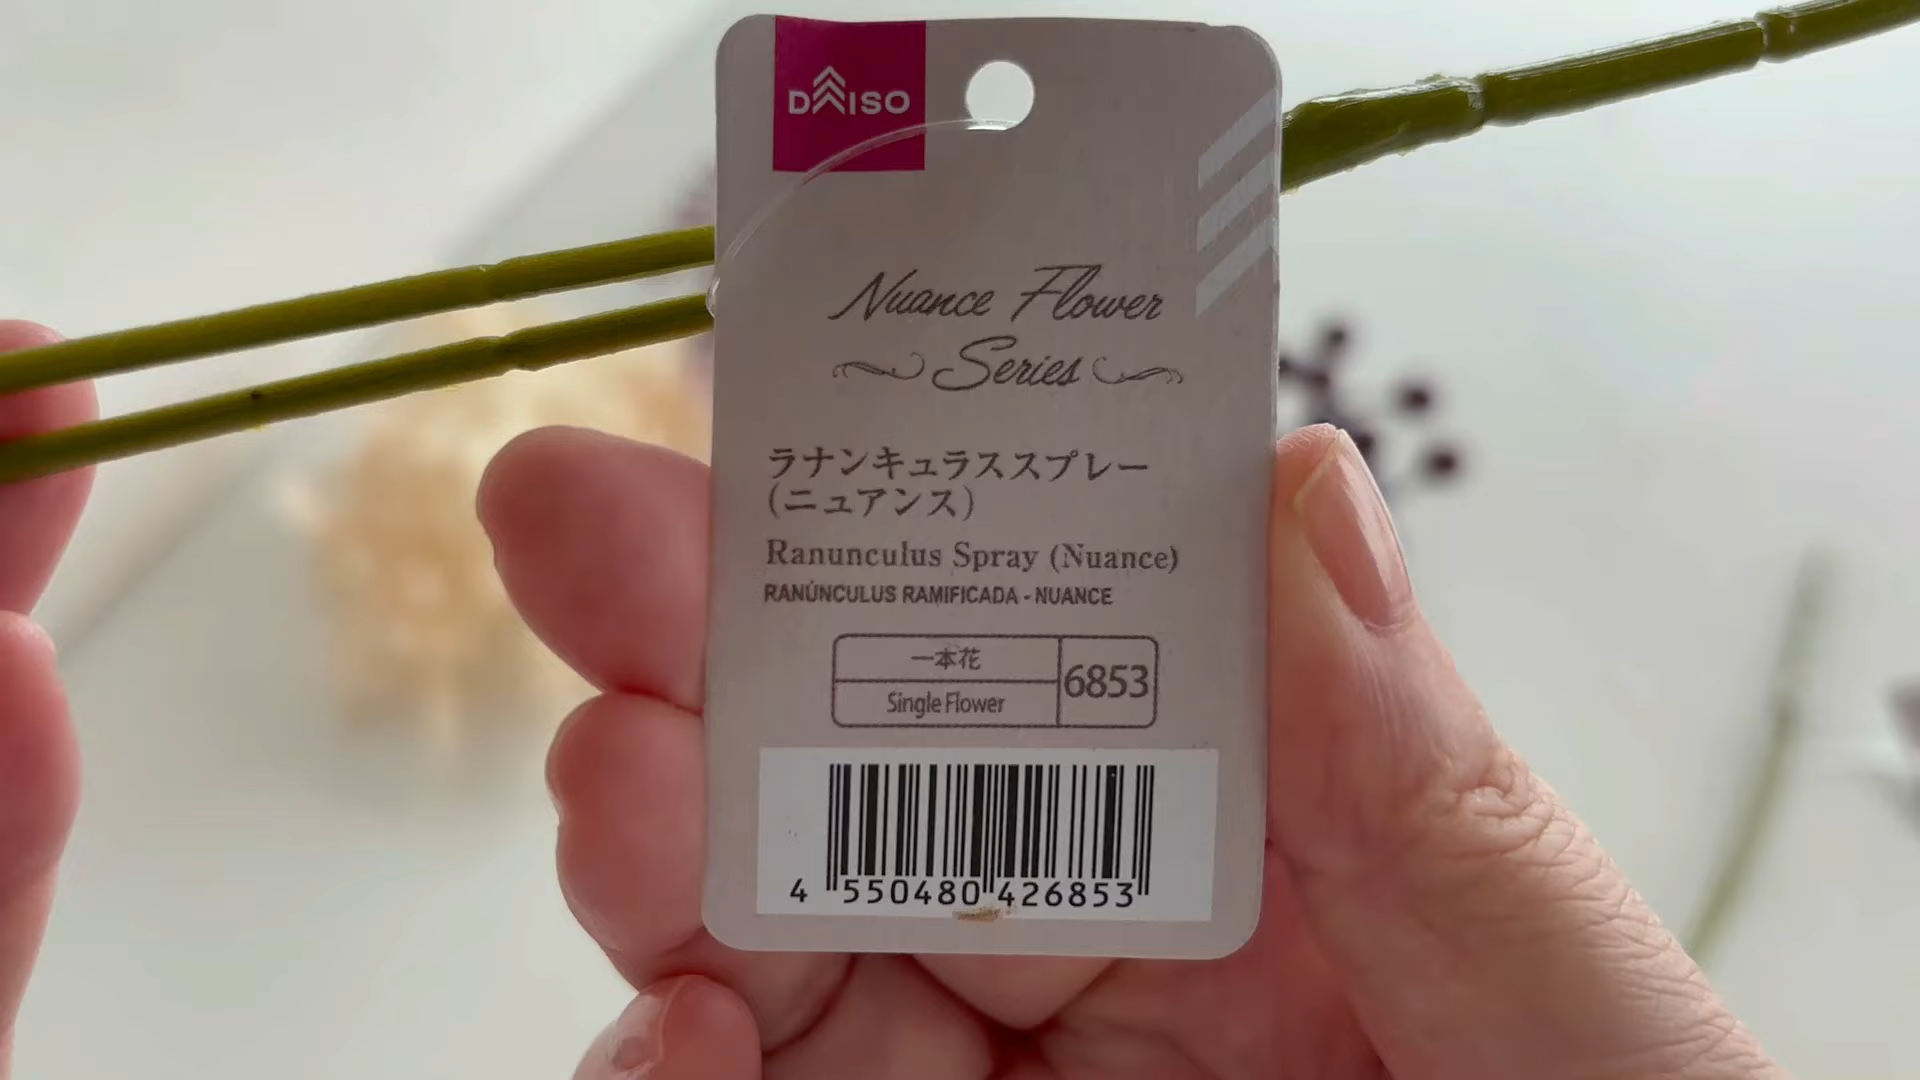 DAISO
Nuance Flower
Series
ラナンキュラススプレー
(ニュアンス)
Ranunculus Spray (Nuance)
RANÚNCULUS RAMIFICADA - NUANCE
一本花
Single Flower
6853
4 550480 426853